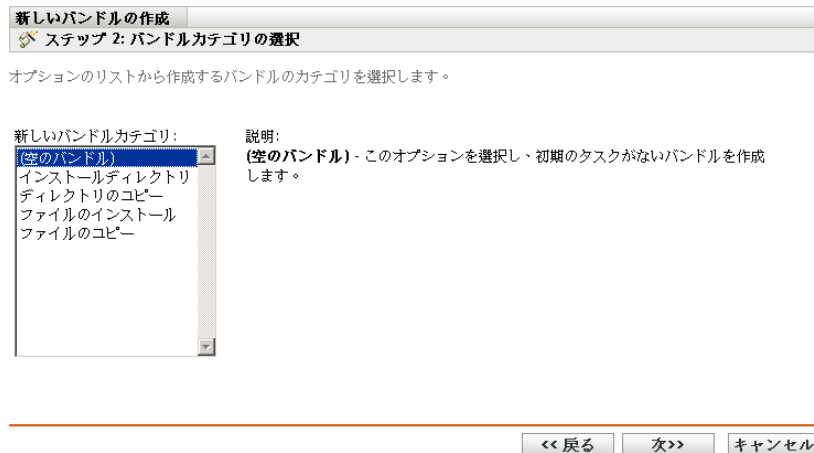 新しいバンドルの作成
ステップ 2: バンドルカテゴリの選択
オプションのリストから作成するバンドルのカテゴリを選択します。
新しいバンドルカテゴリ:
(空のバンドル)
インストールディレクトリ
ディレクトリのコピー
ファイルのインストール
ファイルのコピー
説明:
(空のバンドル) - このオプションを選択し、初期のタスクがないバンドルを作成
します。
<< 戻る
次>>
キャンセル